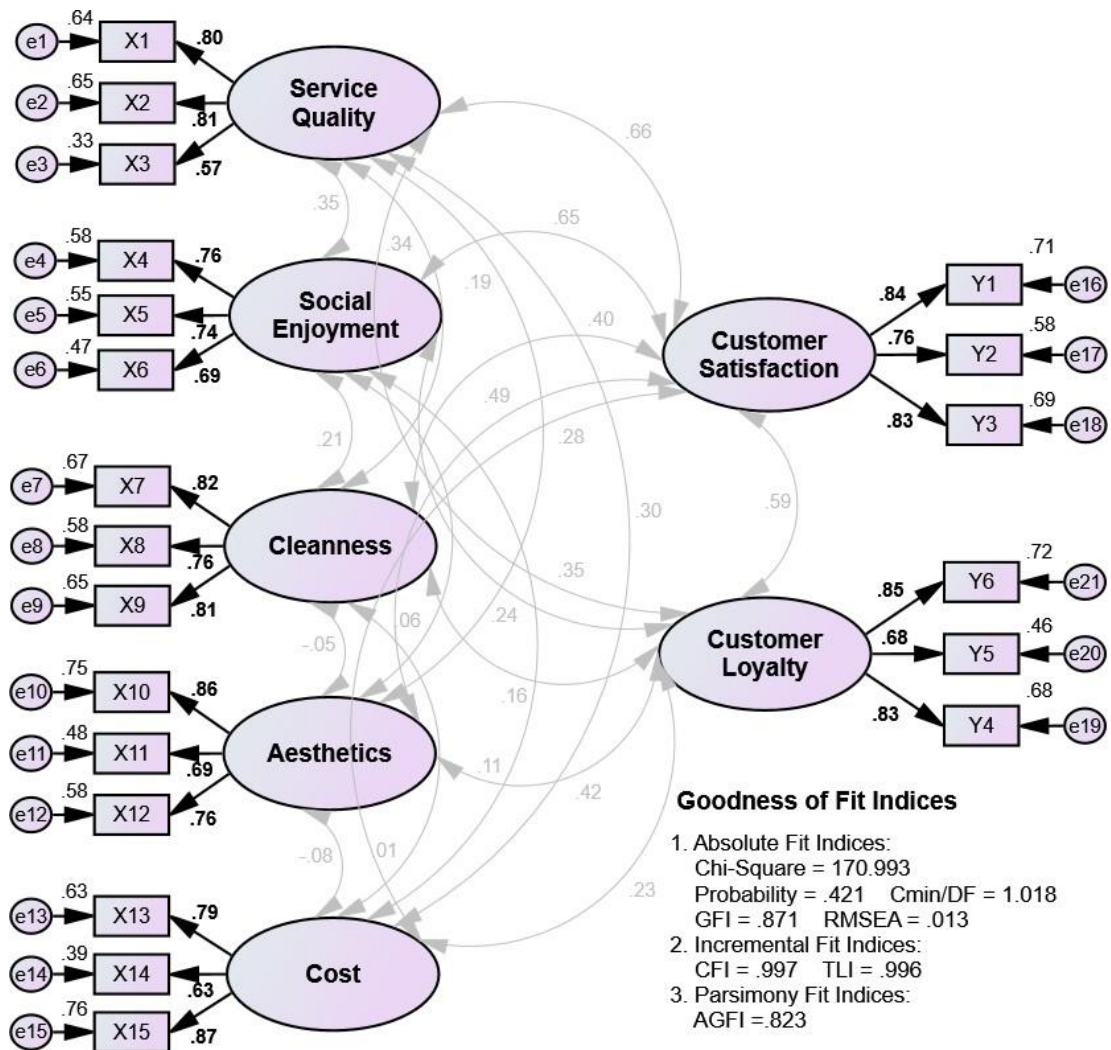 .64
e1
X1
.80
.65
e2
X2
.81
.33
e3
X3
.57
Service
Quality
.66
.35
.58
e4
X4
.76
.55
e5
X5
.74
.47
e6
X6
.69
Social
Enjoyment
.34
.65
.19
.40
.49
.28
.21
.71
.84
Y1
e16
Customer
Satisfaction
.76
.58
Y2
e17
.83
.69
Y3
e18
.67
e7
X7
.82
.58
e8
X8
.76
.65
e9
X9
.81
Cleanness
.59
.30
.35
-.05
.06
.24
.72
.85
Y6
e21
Customer
Loyalty
.68
.46
Y5
e20
.83
.68
Y4
e19
.75
e10
X10
.86
.48
e11
X11
.69
.58
e12
X12
.76
Aesthetics
.16
.11
.42
-.08
.01
.23
.63
e13
X13
.79
.39
e14
X14
.63
.76
e15
X15
.87
Cost
Goodness of Fit Indices
1. Absolute Fit Indices:
Chi-Square = 170.993
Probability = .421 Cmin/DF = 1.018
GFI = .871 RMSEA = .013
2. Incremental Fit Indices:
CFI = .997 TLI = .996
3. Parsimony Fit Indices:
AGFI =.823